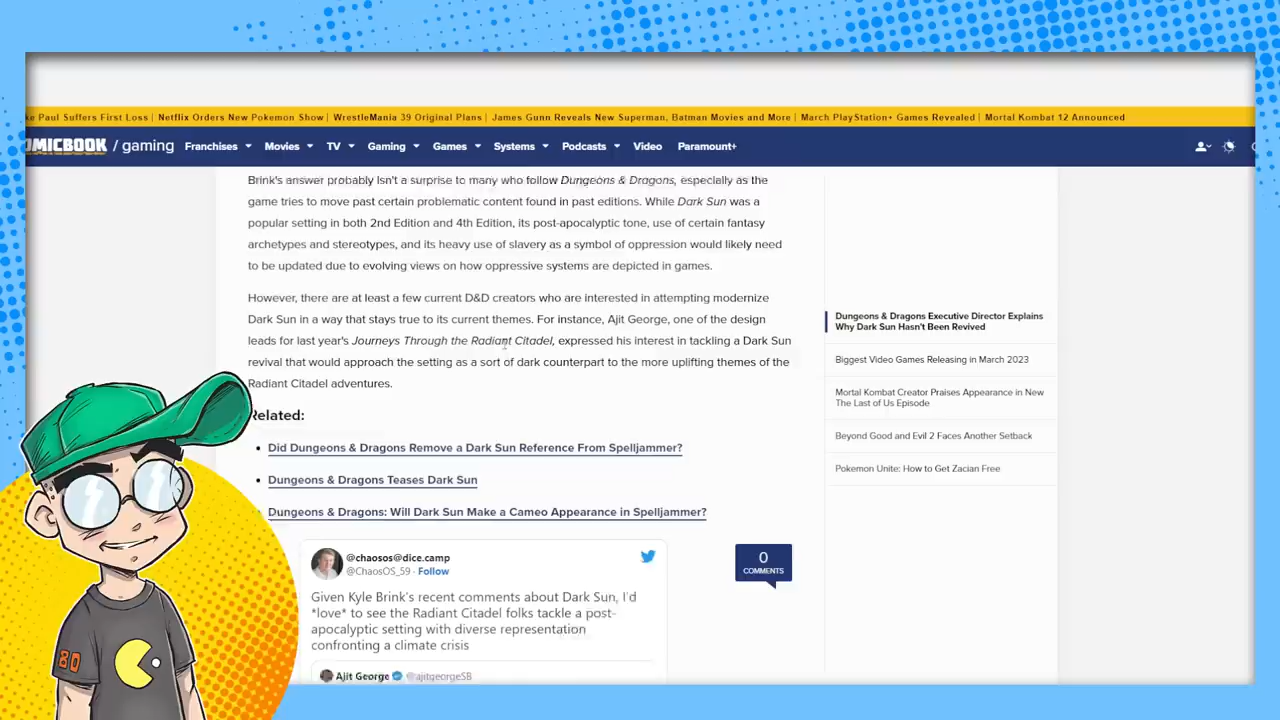 ke Paul Suffers First Loss | Netflix Orders New Pokemon Show | WrestleMania 39 Original Plans | James Gunn Reveals New Superman, Batman Movies and More | March PlayStation+ Games Revealed | Mortal Kombat 12 Announced
OMICBOOK / gaming Franchises Movies TV Gaming Games Systems Podcasts Video Paramount+
Brink's answer probably isn't a surprise to many who follow Dungeons & Dragons, especially as the
game tries to move past certain problematic content found in past editions. While Dark Sun was a
popular setting in both 2nd Edition and 4th Edition, its post-apocalyptic tone, use of certain fantasy
archetypes and stereotypes, and its heavy use of slavery as a symbol of oppression would likely need
to be updated due to evolving views on how oppressive systems are depicted in games.
However, there are at least a few current D&D creators who are interested in attempting modernize
Dark Sun in a way that stays true to its current themes. For instance, Ajit George, one of the design
leads for last year's Journeys Through the Radiant Citadel, expressed his interest in tackling a Dark Sun
revival that would approach the setting as a sort of dark counterpart to the more uplifting themes of the
Radiant Citadel adventures.
Related:
Did Dungeons & Dragons Remove a Dark Sun Reference From Spelljammer?
Dungeons & Dragons Teases Dark Sun
Dungeons & Dragons: Will Dark Sun Make a Cameo Appearance in Spelljammer?
@chaosos@dice.camp
@ChaosOS_59 · Follow
Given Kyle Brink's recent comments about Dark Sun, I'd
*love* to see the Radiant Citadel folks tackle a post-
apocalyptic setting with diverse representation
confronting a climate crisis
Ajit George @ajitgeorgeSB
0
COMMENTS
Dungeons & Dragons Executive Director Explains
Why Dark Sun Hasn't Been Revived
Biggest Video Games Releasing in March 2023
Mortal Kombat Creator Praises Appearance in New
The Last of Us Episode
Beyond Good and Evil 2 Faces Another Setback
Pokemon Unite: How to Get Zacian Free
80